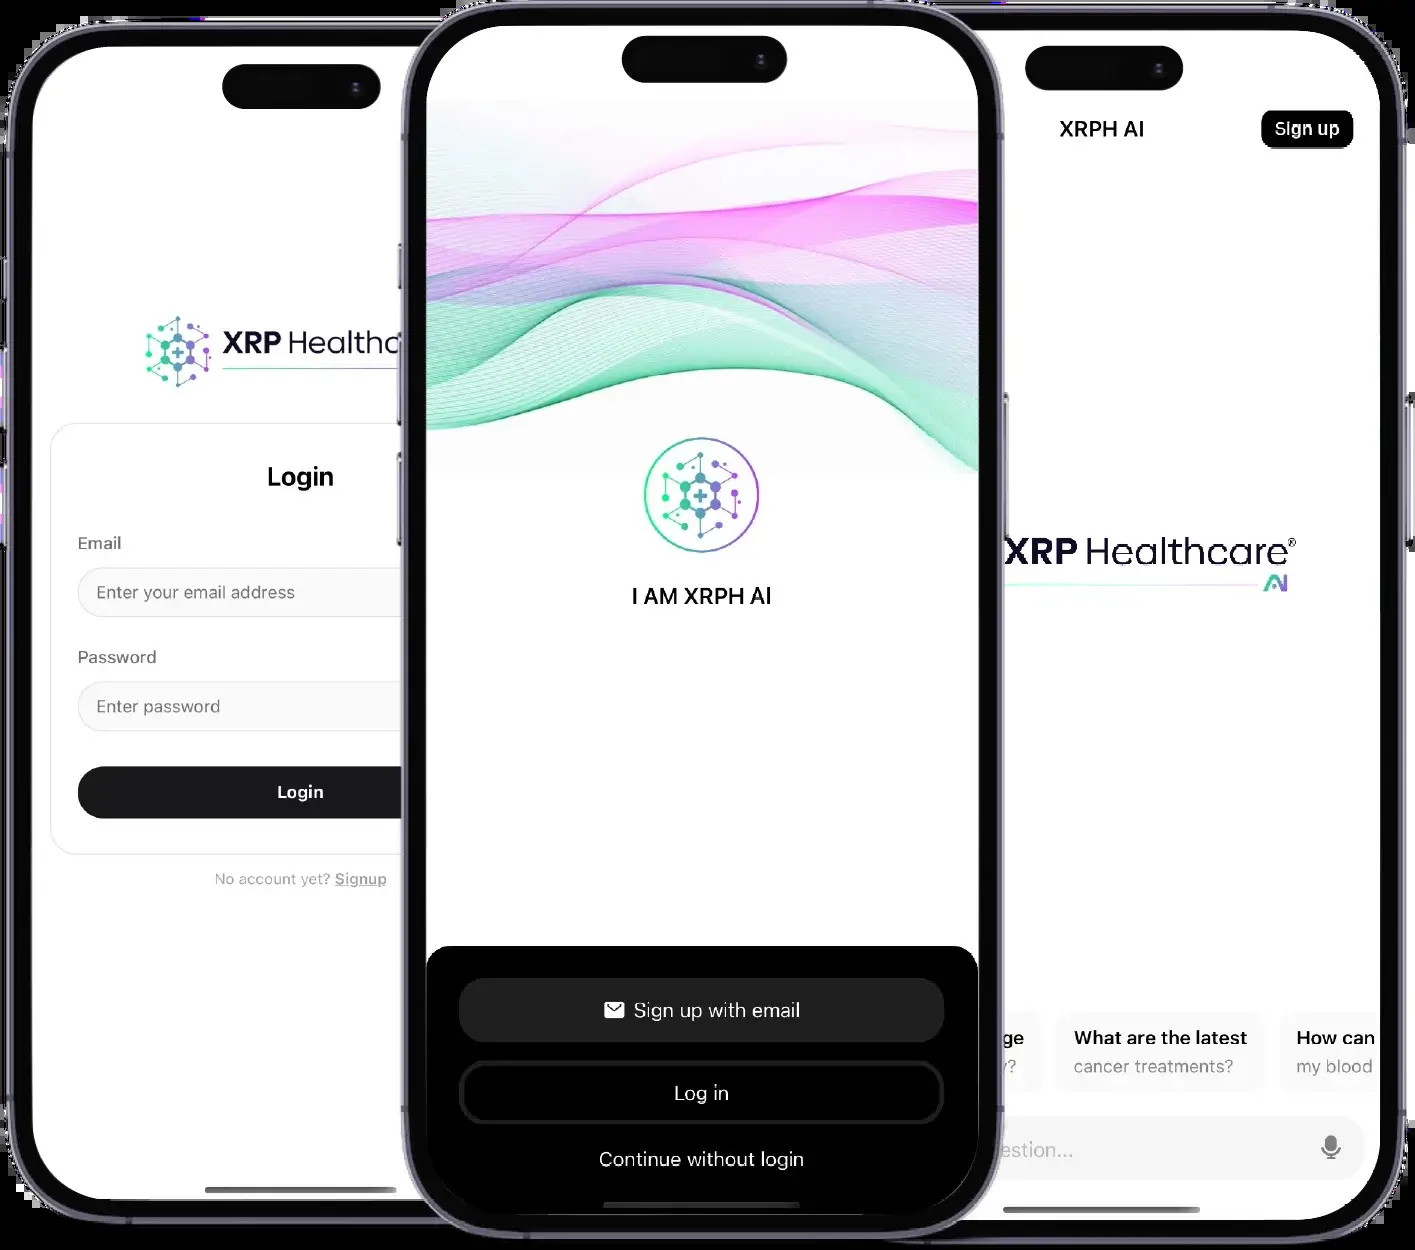 XRP Healthc
Login
Email
Enter your email address
Password
Enter password
Login
No account yet? Signup
I AM XRPH AI
Sign up with email
Log in
Continue without login
XRPH AI
Sign up
XRP Healthcare®
AI
ge
What are the latest
cancer treatments?
How can
my blood
estion...